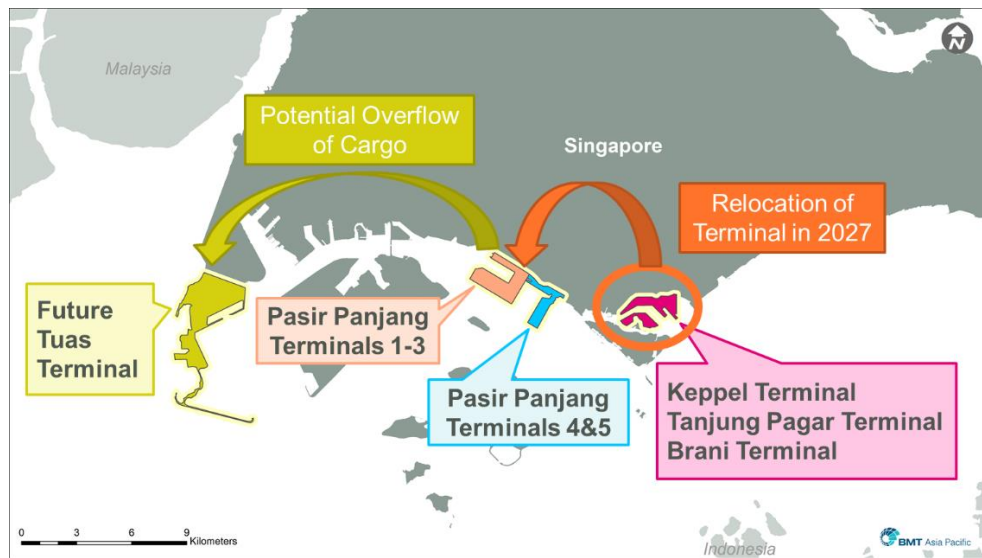 Malaysia
N
Potential Overflow
of Cargo
Singapore
Relocation of
Terminal in 2027
Future
Tuas
Terminal
Pasir Panjang
Terminals 1-3
Pasir Panjang
Terminals 4&5
Keppel Terminal
Tanjung Pagar Terminal
Brani Terminal
0 3 6 9
Kilometers
Indonesia
BMT Asia Pacific